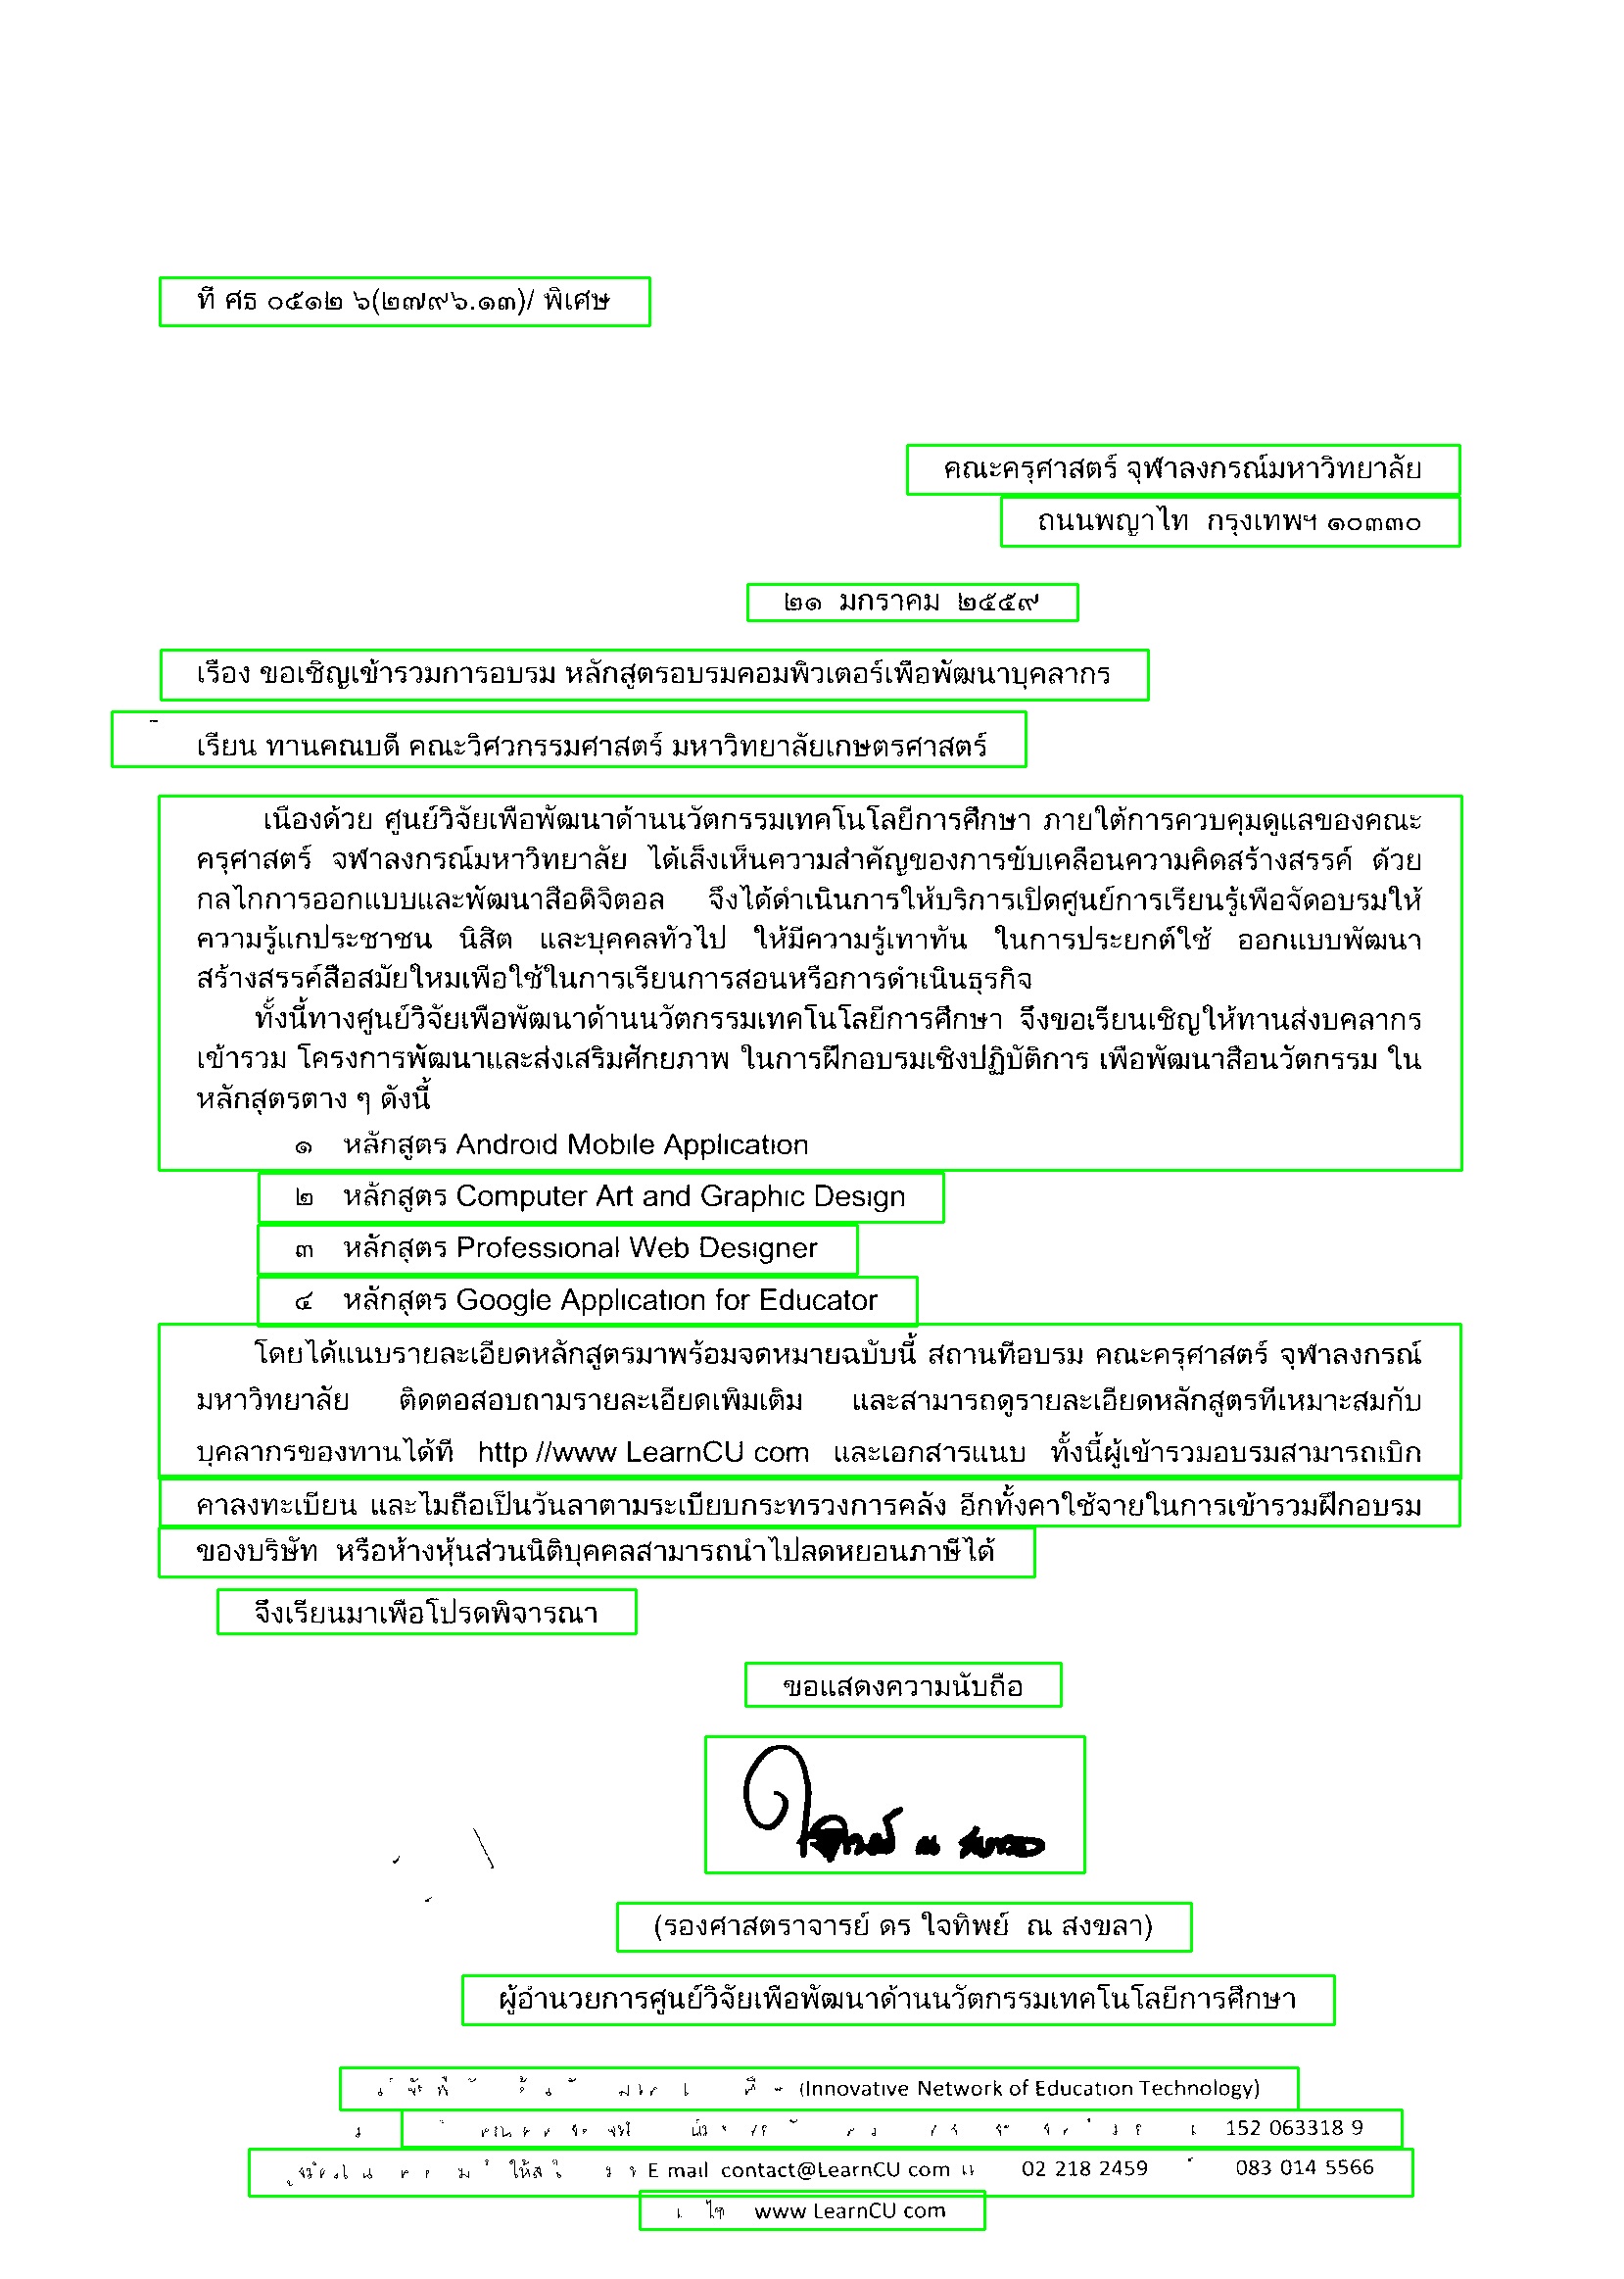 ที ศธ ๐๕๑๒ ๖(๒๗๙๖.๑๓)/ พิเศษ
คณะครุศาสตร์ จุฬาลงกรณ์มหาวิทยาลัย
ถนนพญาไท กรุงเทพฯ ๑๐๓๓๐
๒๑ มกราคม ๒๕๕๙
เรือง ขอเชิญเข้ารวมการอบรม หลักสูตรอบรมคอมพิวเตอร์เพือพัฒนาบุคลากร
เรียน ทานคณบดี คณะวิศวกรรมศาสตร์ มหาวิทยาลัยเกษตรศาสตร์
เนืองด้วย ศูนย์วิจัยเพือพัฒนาด้านนวัตกรรมเทคโนโลยีการศึกษา ภายใต้การควบคุมดูแลของคณะ
ครุศาสตร์ จุฬาลงกรณ์มหาวิทยาลัย ได้เล็งเห็นความสำคัญของการขับเคลือนความคิดสร้างสรรค์ ด้วย
กลไกการออกแบบและพัฒนาสือดิจิตอล จึงได้ดำเนินการให้บริการเปิดศูนย์การเรียนรู้เพือจัดอบรมให้
ความรู้แกประชาชน นิสิต และบุคคลทัวไป ให้มีความรู้เทาทัน ในการประยกต์ใช้ ออกแบบพัฒนา
สร้างสรรค์สือสมัยใหมเพือใช้ในการเรียนการสอนหรือการดำเนินธุรกิจ
ทั้งนี้ทางศูนย์วิจัยเพือพัฒนาด้านนวัตกรรมเทคโนโลยีการศึกษา จึงขอเรียนเชิญให้ทานส่งบคลากร
เข้ารวม โครงการพัฒนาและส่งเสริมศักยภาพ ในการฝึกอบรมเชิงปฏิบัติการ เพือพัฒนาสือนวัตกรรม ใน
หลักสุตรตาง ๆ ดังนี้
๑ หลักสูตร Android Mobile Application
๒ หลักสูตร Computer Art and Graphic Design
๓ หลักสุตร Professional Web Designer
๔ หลักสุตร Google Application for Educator
โดยได้แนบรายละเอียดหลักสูตรมาพร้อมจดหมายฉบับนี้ สถานทีอบรม คณะครุศาสตร์ จุฬาลงกรณ์
มหาวิทยาลัย ติดตอสอบถามรายละเอียดเพิมเติม และสามารถดูรายละเอียดหลักสูตรทีเหมาะสมกับ
บุคลากรของทานได้ที http //www LearnCU com และเอกสารแนบ ทั้งนี้ผู้เข้ารวมอบรมสามารถเบิก
คาลงทะเบียน และไมถือเป็นวันลาตามระเบียบกระทรวงการคลัง อีกทั้งคาใช้จายในการเข้ารวมฝึกอบรม
ของบริษัท หรือห้างหุ้นส่วนนิติบุคคลสามารถนำไปลดหยอนภาษีได้
จึงเรียนมาเพือโปรดพิจารณา
ขอแสดงความนับถือ
(รองศาสตราจารย์ ดร ใจทิพย์ ณ สงขลา)
ผู้อำนวยการศูนย์วิจัยเพือพัฒนาด้านนวัตกรรมเทคโนโลยีการศึกษา
(Innovative Network of Education Technology)
152 063318 9
E mail contact@LearnCU com 02 218 2459 083 014 5566
www LearnCU com